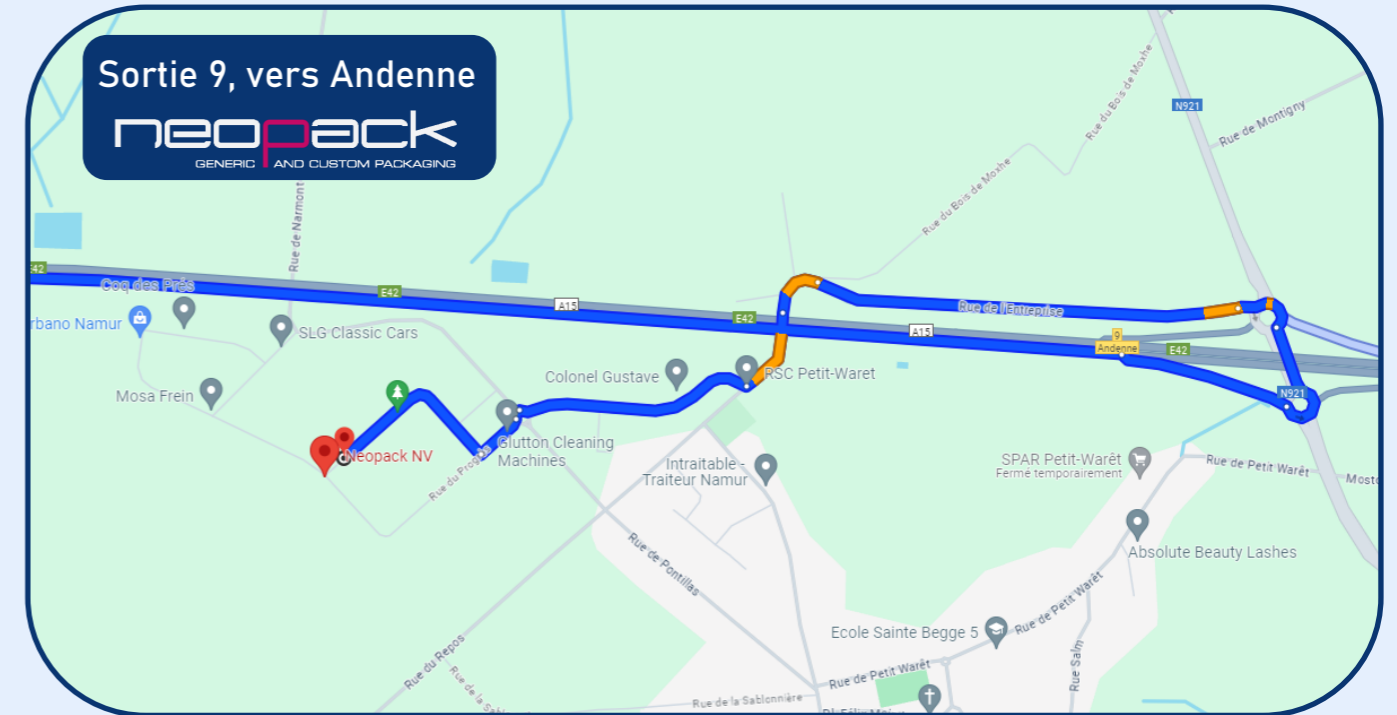 Sortie 9, vers Andenne
neopack
GENERIC AND CUSTOM PACKAGING
N921
Rue du Bois de Moxhe
Rue de Montigny
Rue du Bois de Moxhe
Rue de Narmont
E42
Coq des Prés
E42
A15
E42
A15
Rue de l'Entreprise
9
Andenne
E42
rbano Namur
SLG Classic Cars
Colonel Gustave
RSC Petit-Waret
N921
Mosa Frein
Neopack NV
Glutton Cleaning
Machines
Rue du Progrès
Intraitable -
Traiteur Namur
SPAR Petit-Warêt
Fermé temporairement
Rue de Petit Warêt
Absolute Beauty Lashes
Rue de Pontillas
Ecole Sainte Begge 5
Rue de Petit Warêt
Rue du Repos
Rue de Petit Warêt
Rue Salm
Rue de la Sablonnière